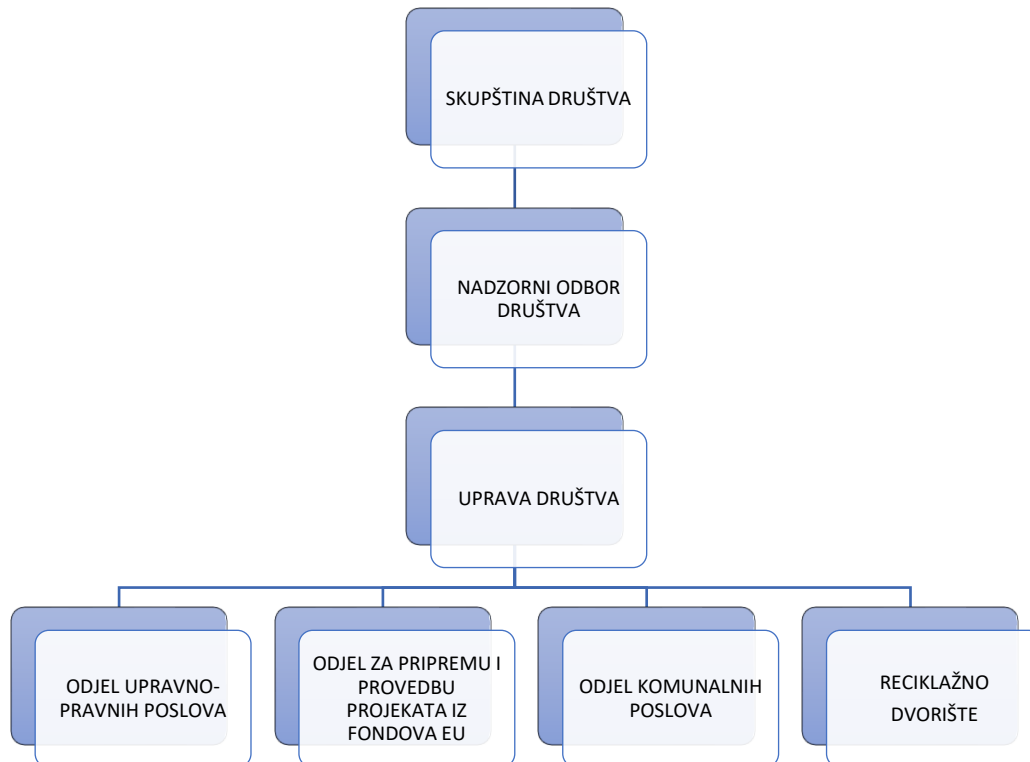 SKUPŠTINA DRUŠTVA
NADZORNI ODBOR
DRUŠTVA
UPRAVA DRUŠTVA
ODJEL UPRAVNO-
PRAVNIH POSLOVA
ODJEL ZA PRIPREMU I
PROVEDBU
PROJEKATA IZ
FONDOVA EU
ODJEL KOMUNALNIH
POSLOVA
RECIKLAŽNO
DVORIŠTE